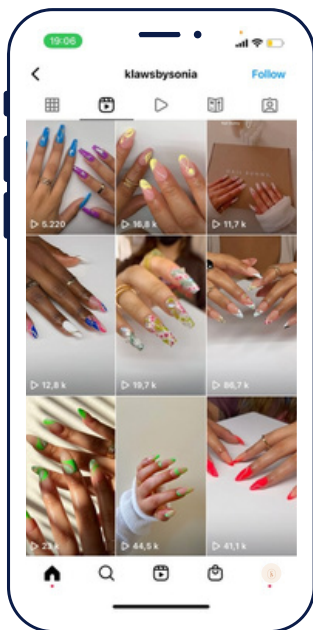 19:06
klawsbysonia
Follow
5.220
16,8 k
11,7 k
12,8 k
19,7 k
86,7 k
23 k
44,5 k
41,1 k